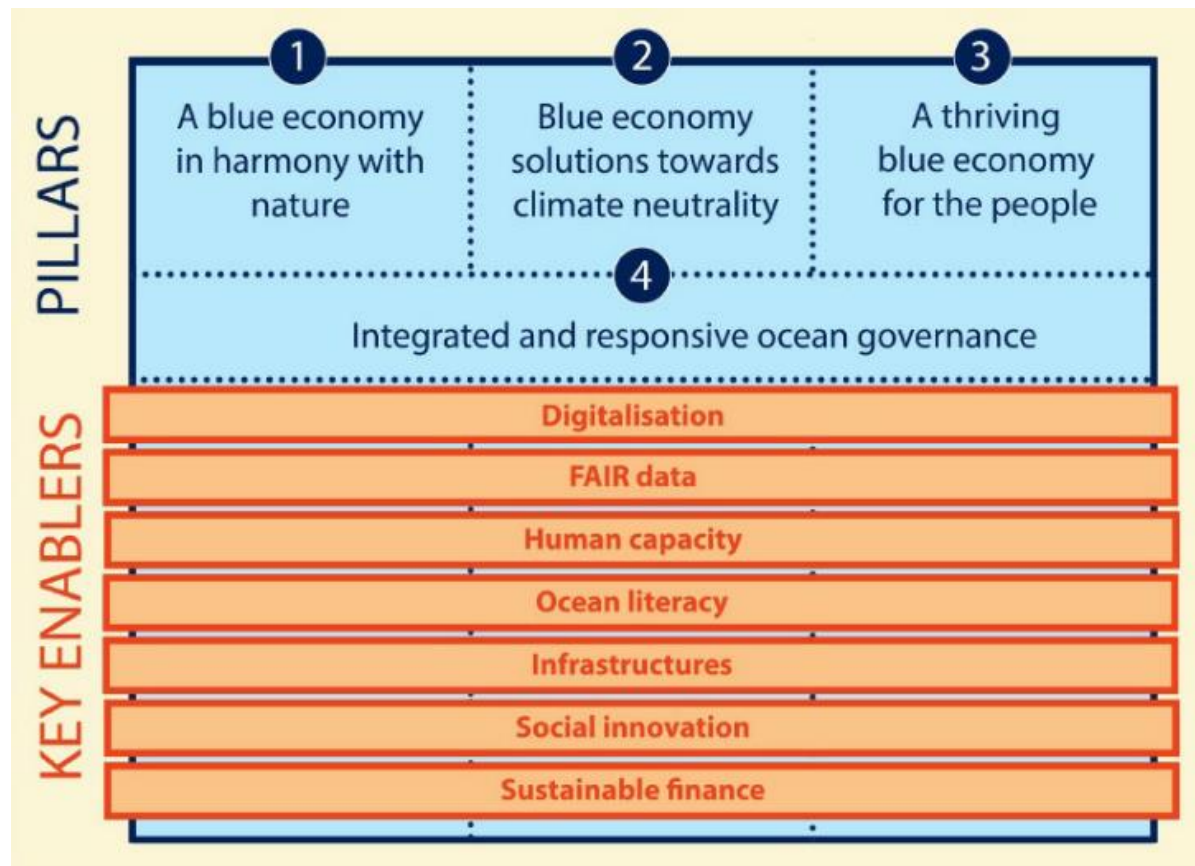 PILLARS
1
A blue economy
in harmony with
nature
2
Blue economy
solutions towards
climate neutrality
3
A thriving
blue economy
for the people
4
Integrated and responsive ocean governance
KEY ENABLERS
Digitalisation
FAIR data
Human capacity
Ocean literacy
Infrastructures
Social innovation
Sustainable finance